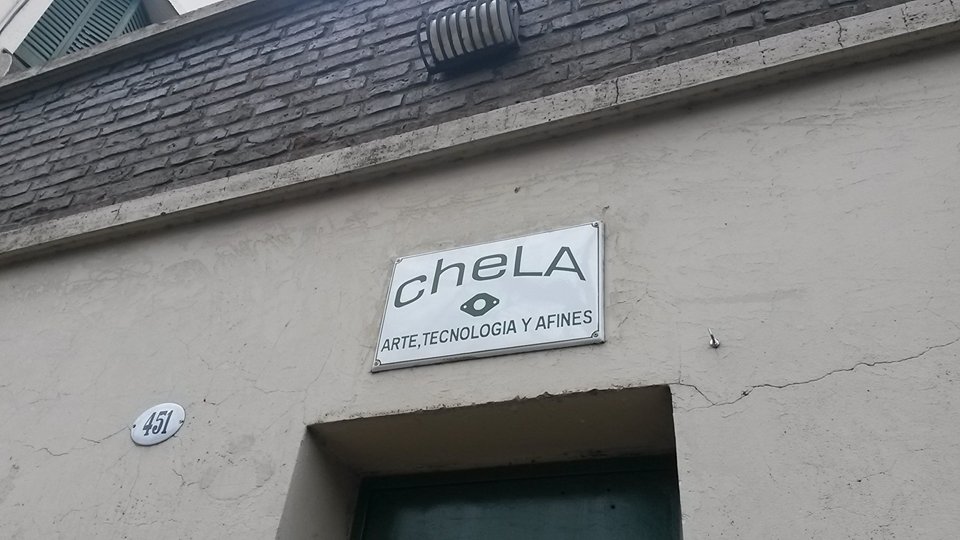 cheLA
ARTE, TECNOLOGIA Y AFINES
451